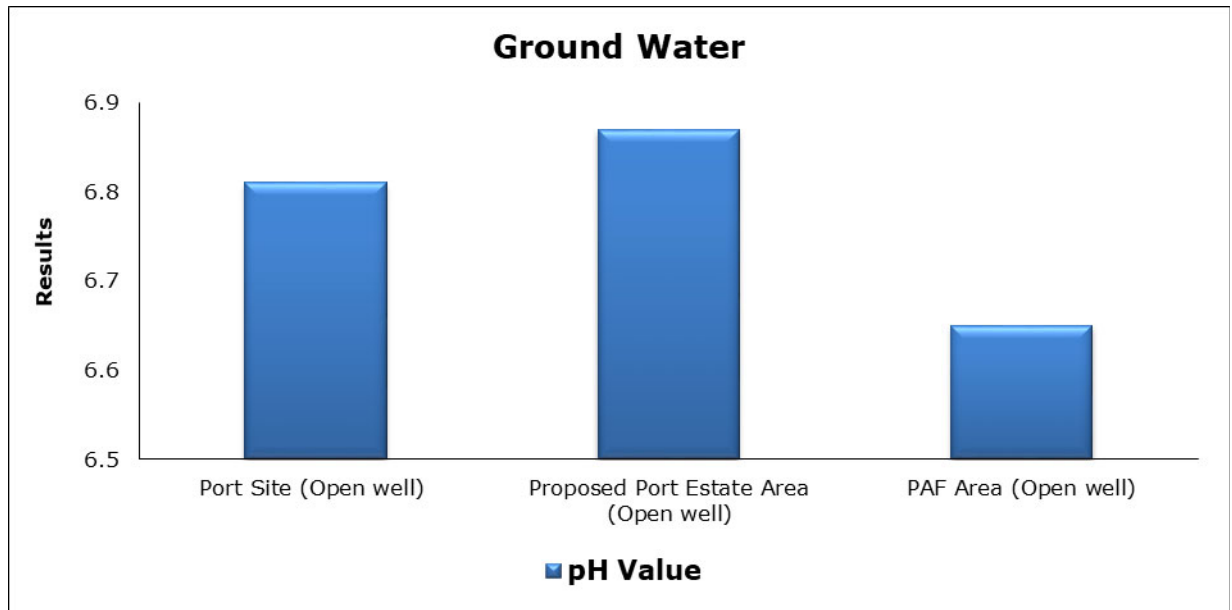 Ground Water
6.9
6.8
6.7
6.6
6.5
Results
Port Site (Open well)
Proposed Port Estate Area
(Open well)
PAF Area (Open well)
pH Value